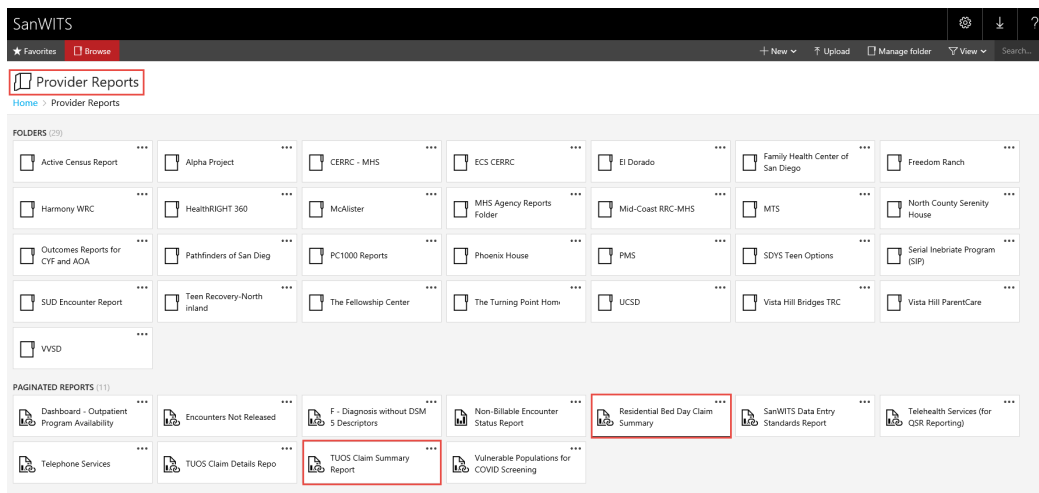 SanWITS
?
Favorites Browse New Upload Manage folder View Search...
Provider Reports
Home > Provider Reports
FOLDERS (29)
Active Census Report
Alpha Project
CERRC - MHS
ECS CERRC
El Dorado
Family Health Center of
San Diego
Freedom Ranch
Harmony WRC
HealthRIGHT 360
McAlister
MHS Agency Reports
Folder
Mid-Coast RRC-MHS
MTS
North County Serenity
House
Outcomes Reports for
CYF and AOA
Pathfinders of San Dieg
PC1000 Reports
Phoenix House
PMS
SDYS Teen Options
Serial Inebriate Program
(SIP)
SUD Encounter Report
Teen Recovery-North
inland
The Fellowship Center
The Turning Point Home
UCSD
Vista Hill Bridges TRC
Vista Hill ParentCare
VVSD
PAGINATED REPORTS (11)
Dashboard - Outpatient
Program Availability
Encounters Not Released
F - Diagnosis without DSM
5 Descriptors
Non-Billable Encounter
Status Report
Residential Bed Day Claim
Summary
SanWITS Data Entry
Standards Report
Telehealth Services (for
QSR Reporting)
Telephone Services
TUOS Claim Details Repo
TUOS Claim Summary
Report
Vulnerable Populations for
COVID Screening